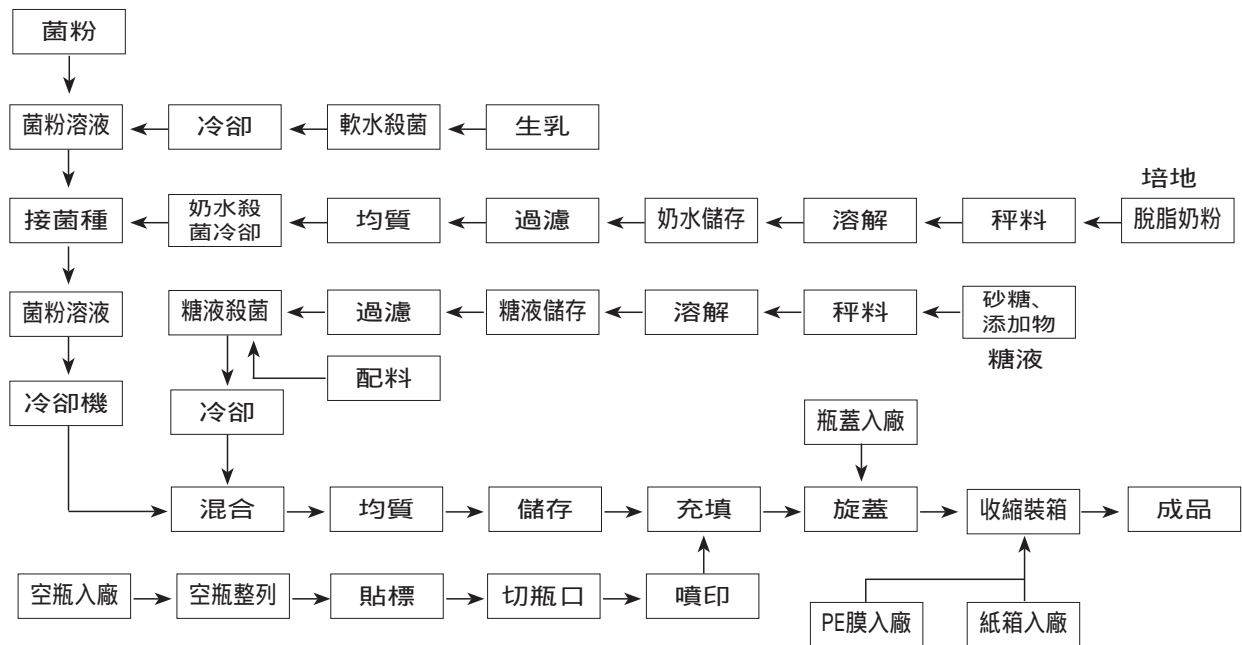 菌粉
菌粉溶液
冷卻
軟水殺菌
生乳
培地
接菌種
奶水殺
菌冷卻
均質
過濾
奶水儲存
溶解
秤料
脫脂奶粉
菌粉溶液
糖液殺菌
過濾
糖液儲存
溶解
秤料
砂糖、
添加物
糖液
配料
冷卻機
冷卻
瓶蓋入廠
混合
均質
儲存
充填
旋蓋
收縮裝箱
成品
空瓶入廠
空瓶整列
貼標
切瓶口
噴印
PE膜入廠
紙箱入廠